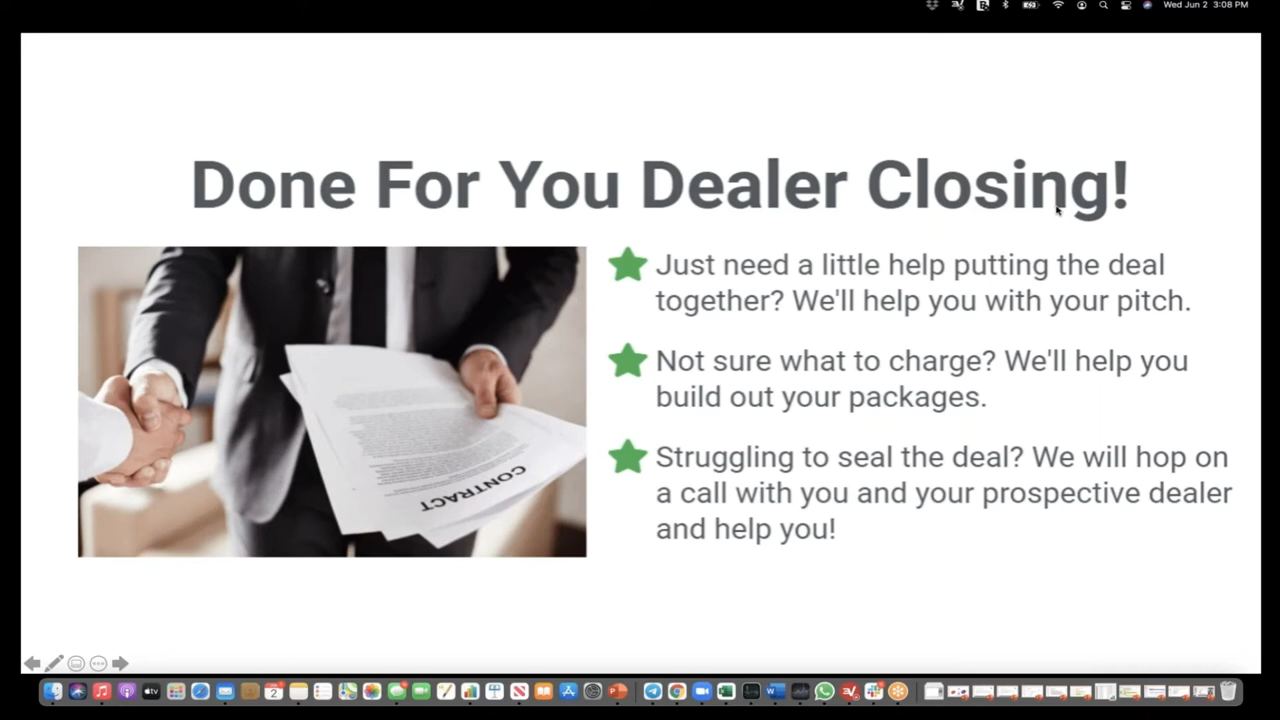 Wed Jun 2 3:08 PM
Done For You Dealer Closing!
Just need a little help putting the deal
together? We'll help you with your pitch.
Not sure what to charge? We'll help you
build out your packages.
Struggling to seal the deal? We will hop on
a call with you and your prospective dealer
and help you!
CONTRACT